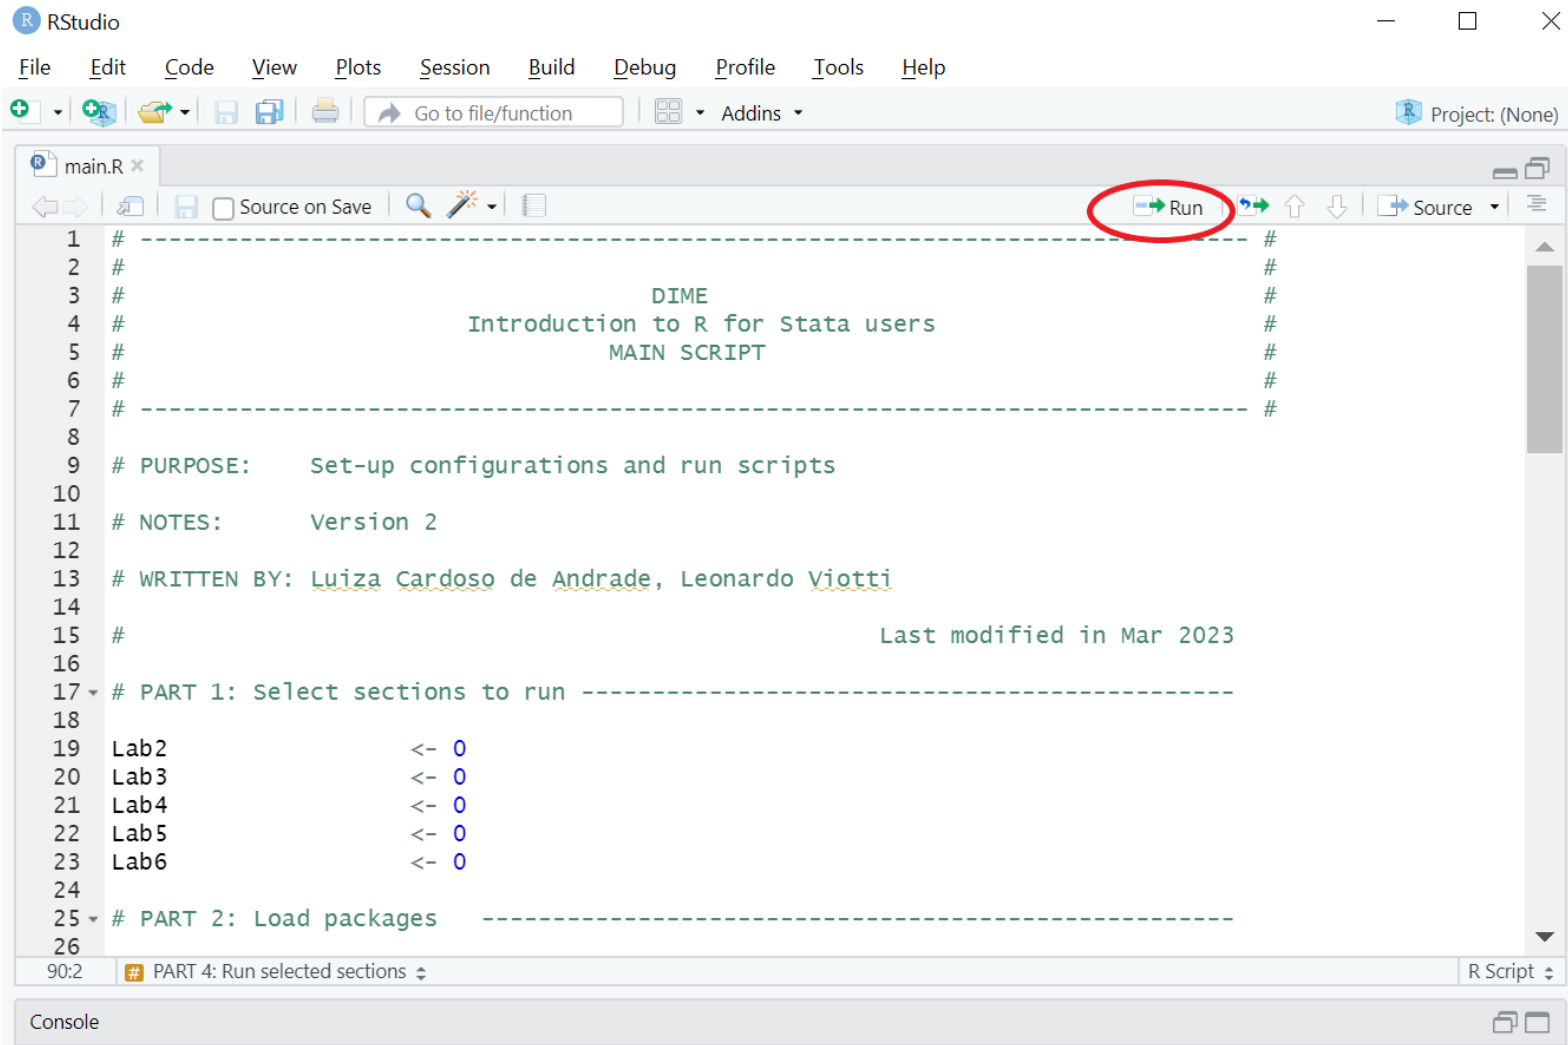 RStudio
File Edit Code View Plots Session Build Debug Profile Tools Help
Go to file/function Addins Project: (None)
main.R
Source on Save Run Source
1 # ------------------------------------------------------------------------------ #
2 # #
3 # DIME #
4 # Introduction to R for Stata users #
5 # MAIN SCRIPT #
6 # #
7 # ------------------------------------------------------------------------------ #
8
9 # PURPOSE: Set-up configurations and run scripts
10
11 # NOTES: Version 2
12
13 # WRITTEN BY: Luiza Cardoso de Andrade, Leonardo Viotti
14
15 # Last modified in Mar 2023
16
17 # PART 1: Select sections to run ----------------------------------------------
18
19 Lab2 <- 0
20 Lab3 <- 0
21 Lab4 <- 0
22 Lab5 <- 0
23 Lab6 <- 0
24
25 # PART 2: Load packages -----------------------------------------------------
26
90:2 # PART 4: Run selected sections R Script
Console